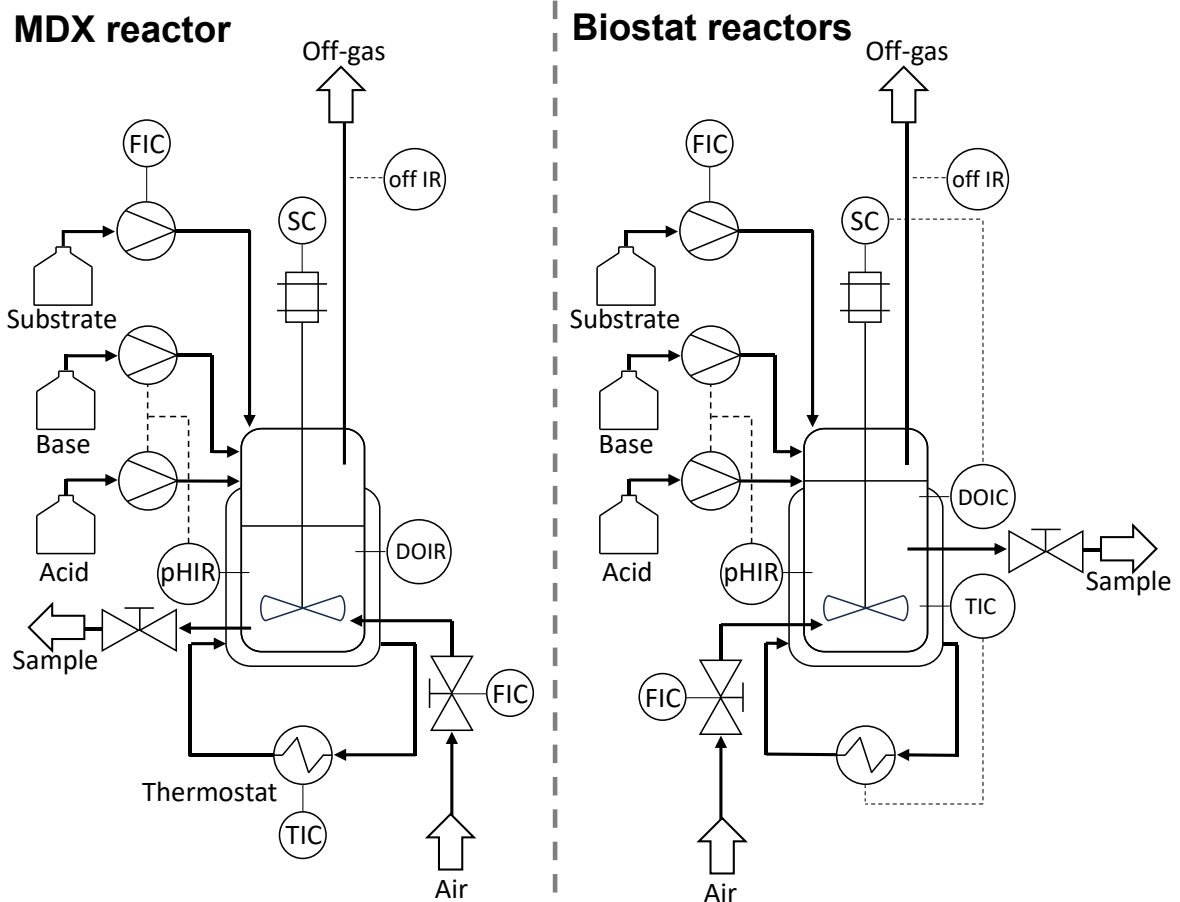 MDX reactor
Off-gas
FIC
off IR
SC
Substrate
Base
Acid
pHIR
DOIR
Sample
FIC
Thermostat
TIC
Air
Biostat reactors
Off-gas
FIC
off IR
SC
Substrate
Base
DOIC
Acid
pHIR
Sample
TIC
FIC
Air